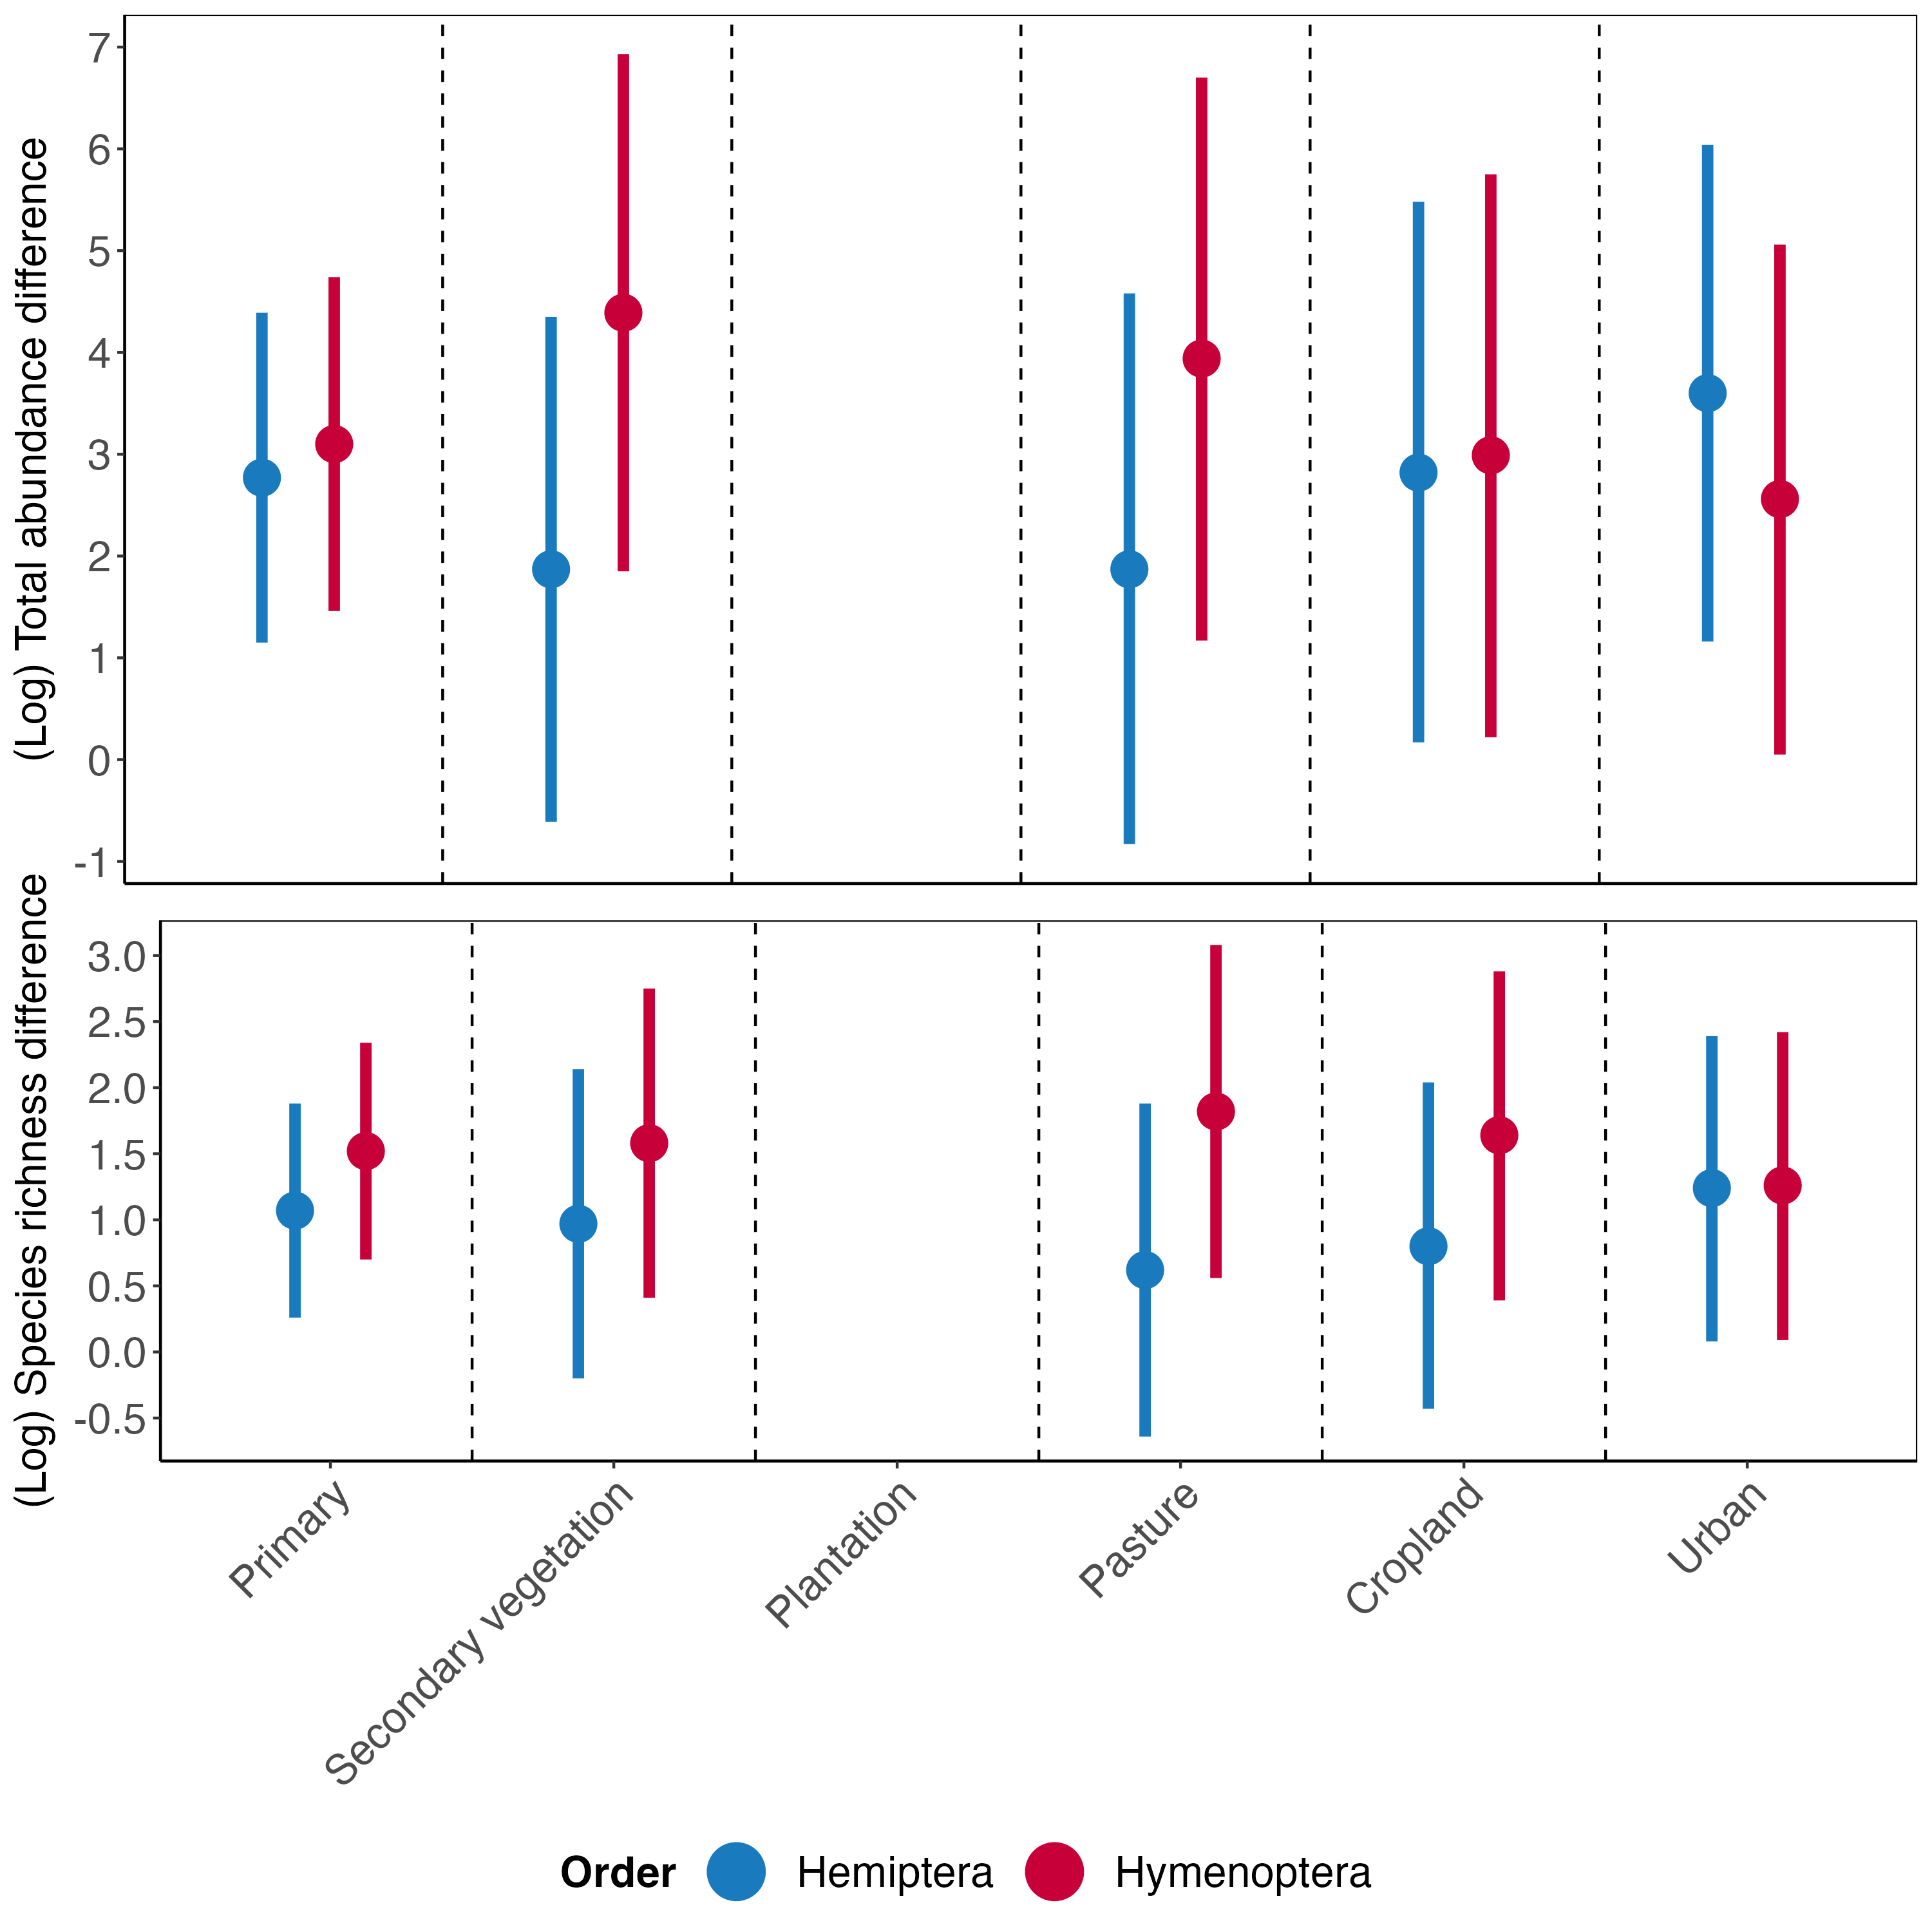 (Log) Total abundance difference
7
6
5
4
3
2
1
0
-1
(Log) Species richness difference
3.0
2.5
2.0
1.5
1.0
0.5
0.0
-0.5
Primary
Secondary vegetation
Plantation
Pasture
Cropland
Urban
Order Hemiptera Hymenoptera